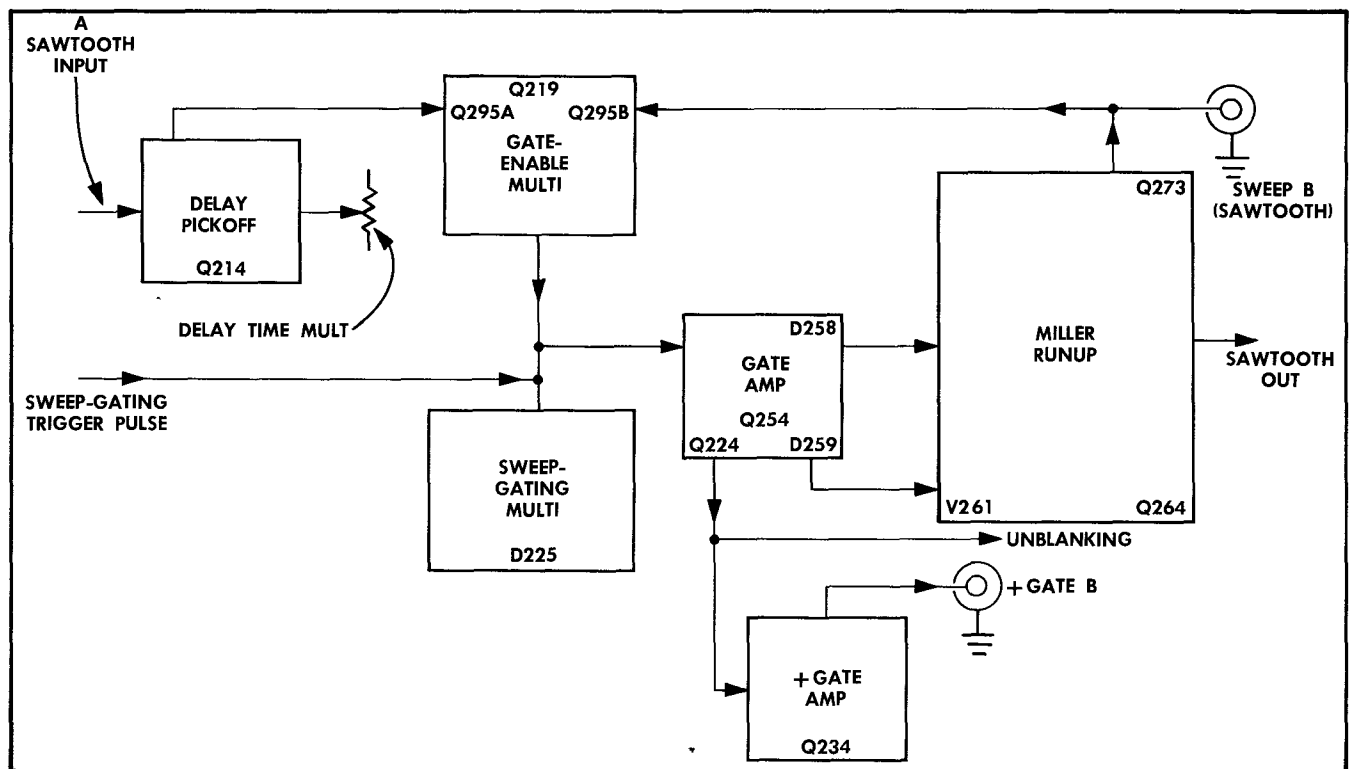 A
SAWTOOTH
INPUT
DELAY
PICKOFF
Q214
DELAY TIME MULT
Q219
Q295A Q295B
GATE-
ENABLE
MULTI
SWEEP-GATING
TRIGGER PULSE
SWEEP-
GATING
MULTI
D225
D258
GATE
AMP
Q254
Q224 D259
Q273
MILLER
RUNUP
V261 Q264
SWEEP B
(SAWTOOTH)
SAWTOOTH
OUT
UNBLANKING
+ GATE B
+ GATE
AMP
Q234